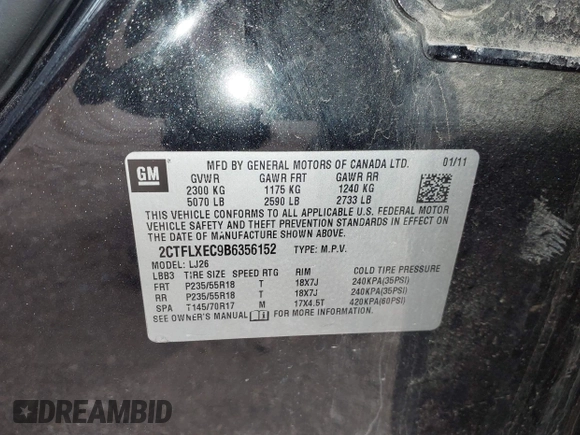 GM
MFD BY GENERAL MOTORS OF CANADA LTD. 01/11
GVWR GAWR FRT GAWR RR
2300 KG 1175 KG 1240 KG
5070 LB 2590 LB 2733 LB
THIS VEHICLE CONFORMS TO ALL APPLICABLE U.S. FEDERAL MOTOR
VEHICLE SAFETY AND THEFT PREVENTION STANDARDS IN EFFECT ON
THE DATE OF MANUFACTURE SHOWN ABOVE.
2CTFLXEC9B6356152 TYPE: M.P.V.
MODEL: LJ26
LBB3 TIRE SIZE SPEED RTG RIM COLD TIRE PRESSURE
FRT P235/55R18 T 18X7J 240KPA(35PSI)
RR P235/55R18 T 18X7J 240KPA(35PSI)
SPA T145/70R17 M 17X4.5T 420KPA(60PSI)
SEE OWNER'S MANUAL FOR MORE INFORMATION.
DREAMBID